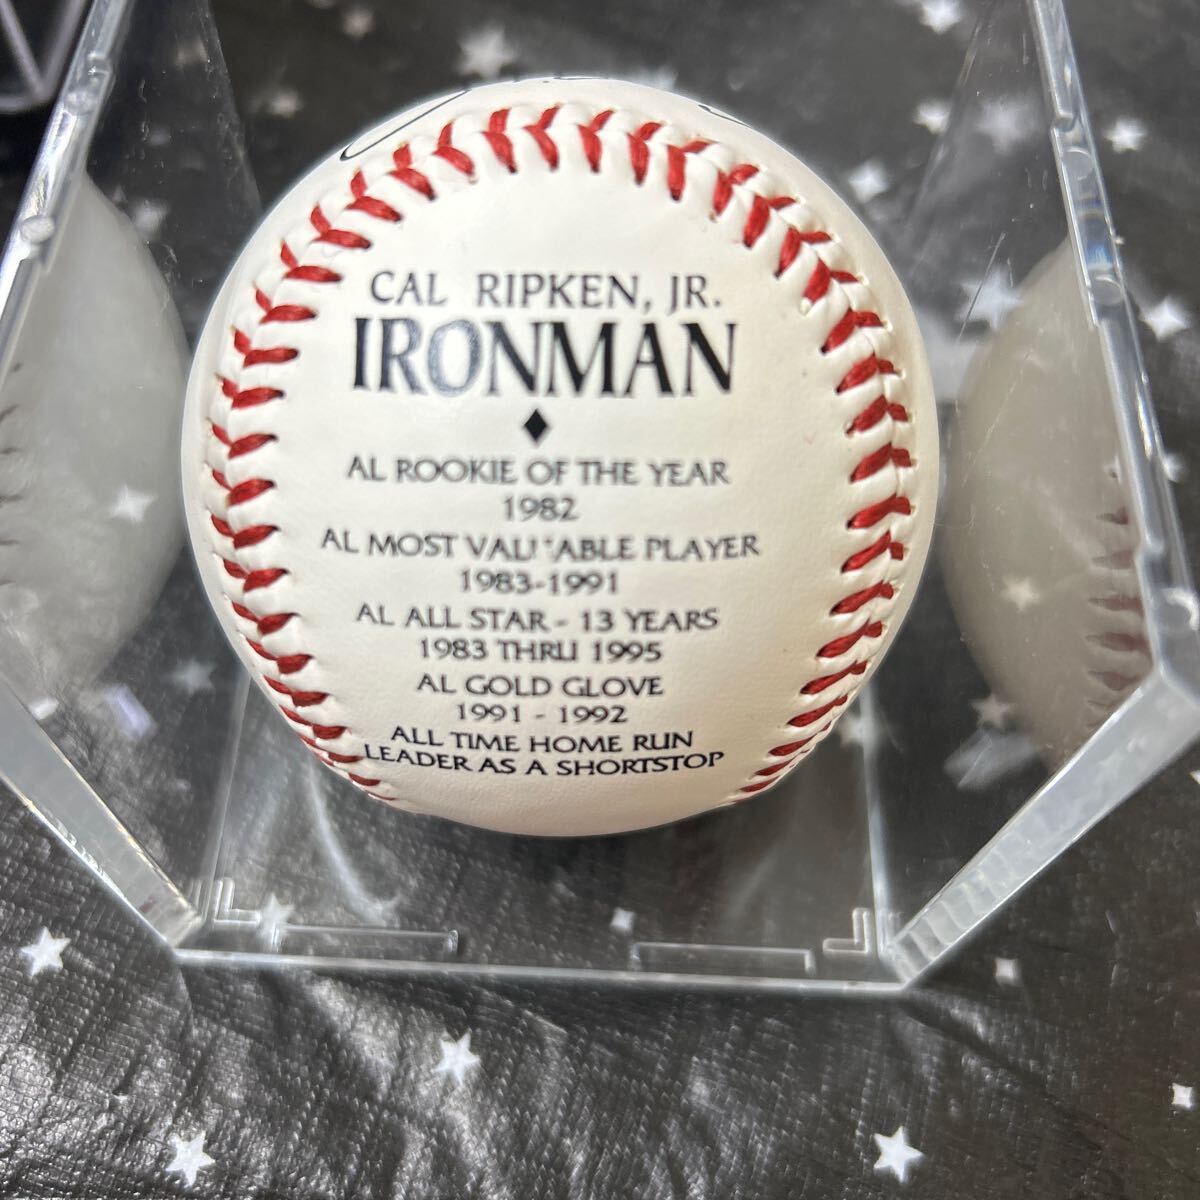 CAL RIPKEN, JR.
IRONMAN
AL ROOKIE OF THE YEAR
1982
AL MOST PLAYER
1983-1991
AL ALL STAR - 13 YEARS
1983 THRU 1995
AL GOLD GLOVE
1991 - 1992
ALL TIME HOME RUN
LEADER AS A SHORTSTOP